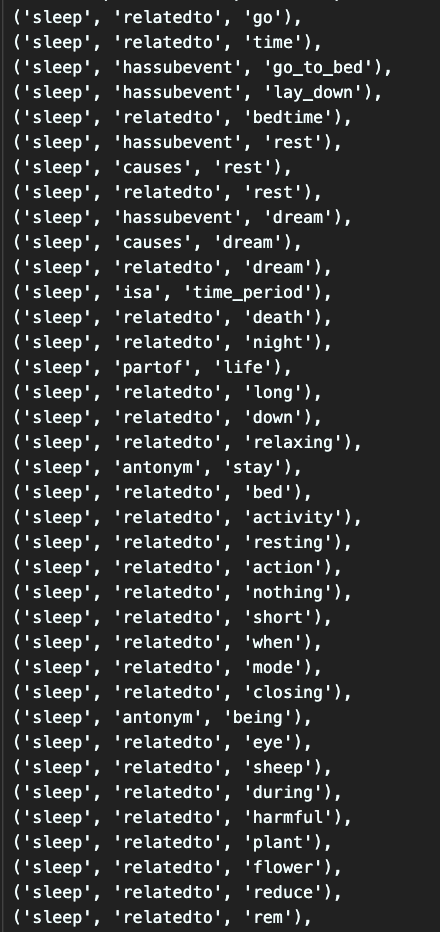 ('sleep', 'relatedto', 'go'),
('sleep', 'relatedto', 'time'),
('sleep', 'hassubevent', 'go_to_bed'),
('sleep', 'hassubevent', 'lay_down'),
('sleep', 'relatedto', 'bedtime'),
('sleep', 'hassubevent', 'rest'),
('sleep', 'causes', 'rest'),
('sleep', 'relatedto', 'rest'),
('sleep', 'hassubevent', 'dream'),
('sleep', 'causes', 'dream'),
('sleep', 'relatedto', 'dream'),
('sleep', 'isa', 'time_period'),
('sleep', 'relatedto', 'death'),
('sleep', 'relatedto', 'night'),
('sleep', 'partof', 'life'),
('sleep', 'relatedto', 'long'),
('sleep', 'relatedto', 'down'),
('sleep', 'relatedto', 'relaxing'),
('sleep', 'antonym', 'stay'),
('sleep', 'relatedto', 'bed'),
('sleep', 'relatedto', 'activity'),
('sleep', 'relatedto', 'resting'),
('sleep', 'relatedto', 'action'),
('sleep', 'relatedto', 'nothing'),
('sleep', 'relatedto', 'short'),
('sleep', 'relatedto', 'when'),
('sleep', 'relatedto', 'mode'),
('sleep', 'relatedto', 'closing'),
('sleep', 'antonym', 'being'),
('sleep', 'relatedto', 'eye'),
('sleep', 'relatedto', 'sheep'),
('sleep', 'relatedto', 'during'),
('sleep', 'relatedto', 'harmful'),
('sleep', 'relatedto', 'plant'),
('sleep', 'relatedto', 'flower'),
('sleep', 'relatedto', 'reduce'),
('sleep', 'relatedto', 'rem'),